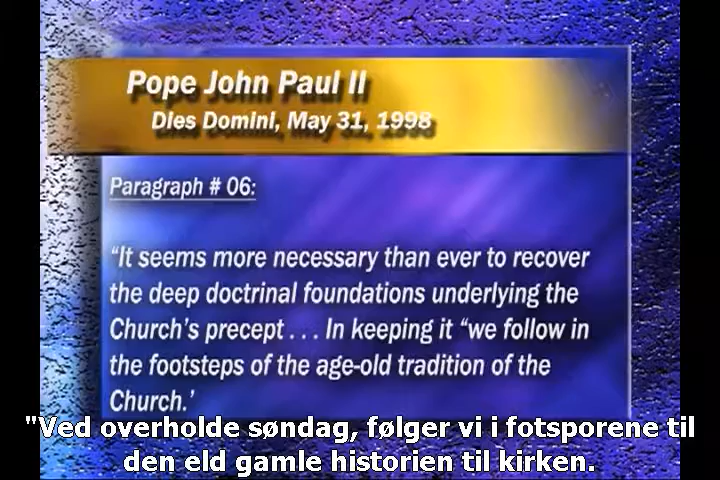 Pope John Paul II
Dies Domini, May 31, 1998
Paragraph # 06:
“It seems more necessary than ever to recover
the deep doctrinal foundations underlying the
Church’s precept . . . In keeping it “we follow in
the footsteps of the age-old tradition of the
Church.’
"Ved overholde søndag, følger vi i fotsporene til
den eld gamle historien til kirken.